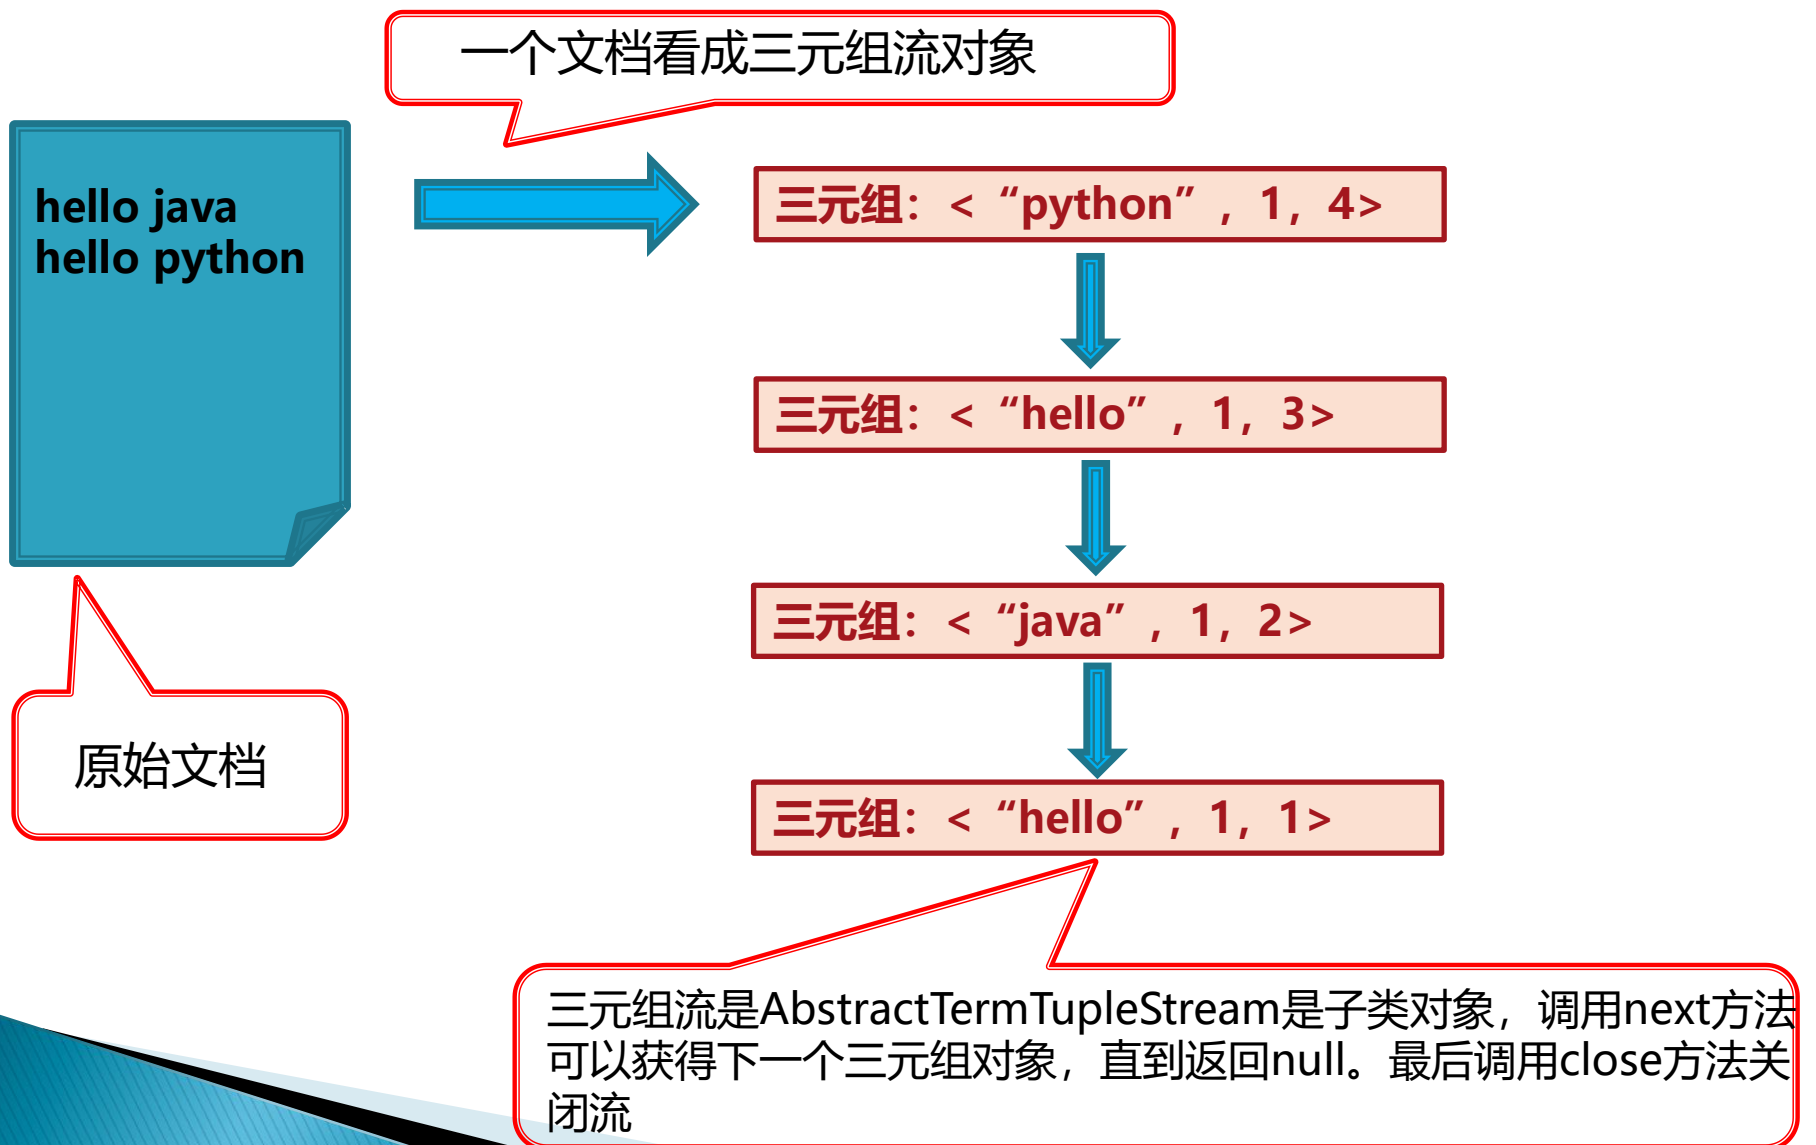 一个文档看成三元组流对象
hello java
hello python
三元组：<“python”，1，4>
三元组：<“hello”，1，3>
三元组：<“java”，1，2>
三元组：<“hello”，1，1>
原始文档
三元组流是AbstractTermTupleStream是子类对象，调用next方法
可以获得下一个三元组对象，直到返回null。最后调用close方法关
闭流